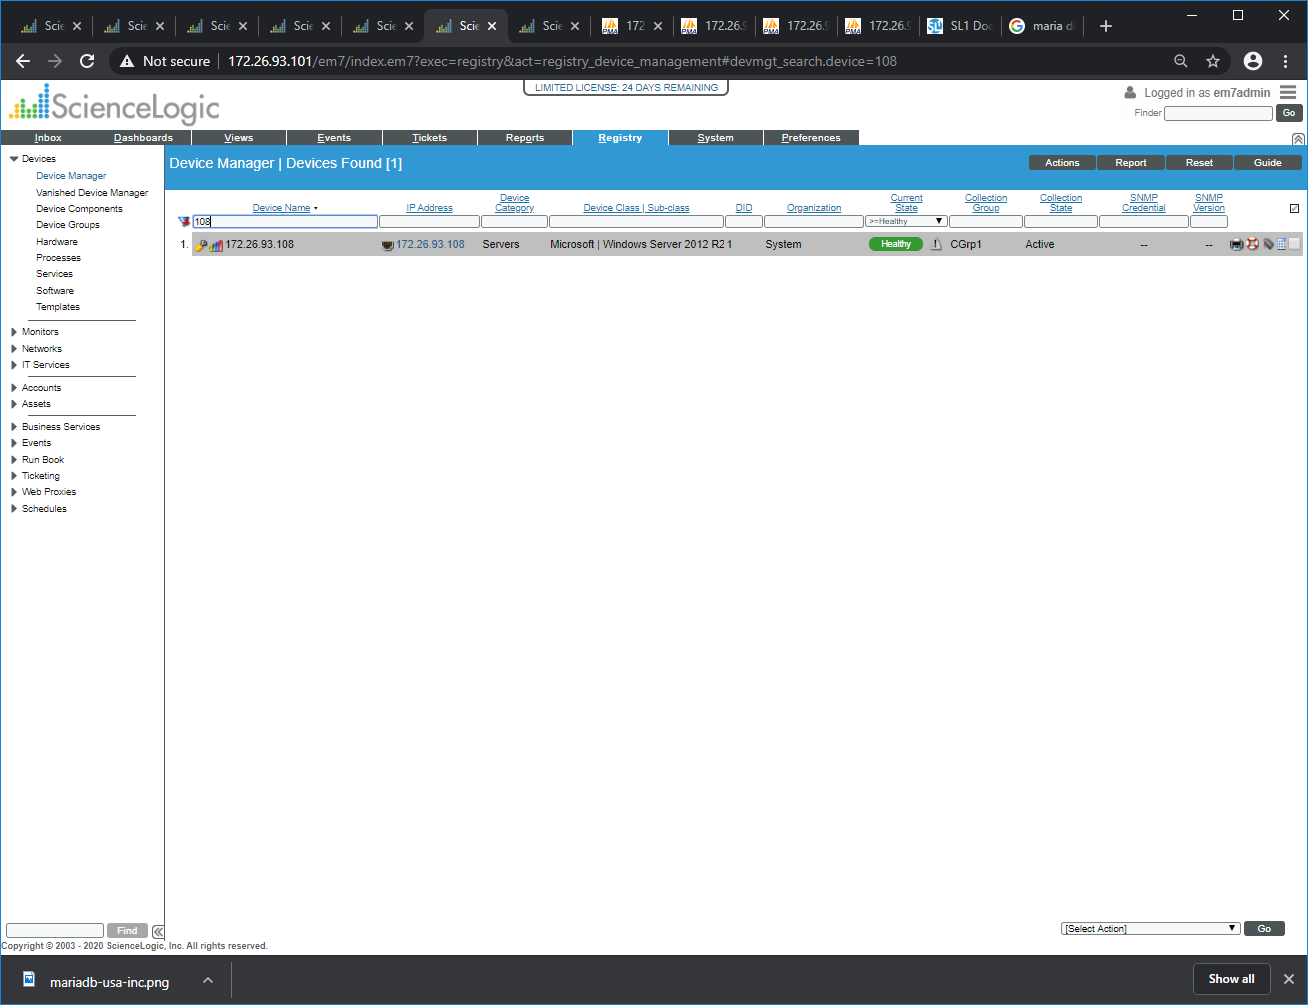 Scie Scie Scie Scie Scie Scie Scie 172 172.26.9 172.26.9 172.26.9 SL1 Doc maria d
Not secure 172.26.93.101/em7/index.em7?exec=registry&act=registry_device_management#devmgt_search.device=108
LIMITED LICENSE: 24 DAYS REMAINING
ScienceLogic
Logged in as em7admin
Finder Go
Inbox Dashboards Views Events Tickets Reports Registry System Preferences
Devices
Device Manager
Vanished Device Manager
Device Components
Device Groups
Hardware
Processes
Services
Software
Templates
Monitors
Networks
IT Services
Accounts
Assets
Business Services
Events
Run Book
Ticketing
Web Proxies
Schedules
Device Manager | Devices Found [1]
Actions Report Reset Guide
Device Name IP Address Device Category Device Class | Sub-class DID Organization Current State Collection Group Collection State SNMP Credential SNMP Version
108 >=Healthy
1. 172.26.93.108 172.26.93.108 Servers Microsoft | Windows Server 2012 R2 1 System Healthy CGrp1 Active -- --
Find
[Select Action] Go
Copyright © 2003 - 2020 ScienceLogic, Inc. All rights reserved.
mariadb-usa-inc.png
Show all